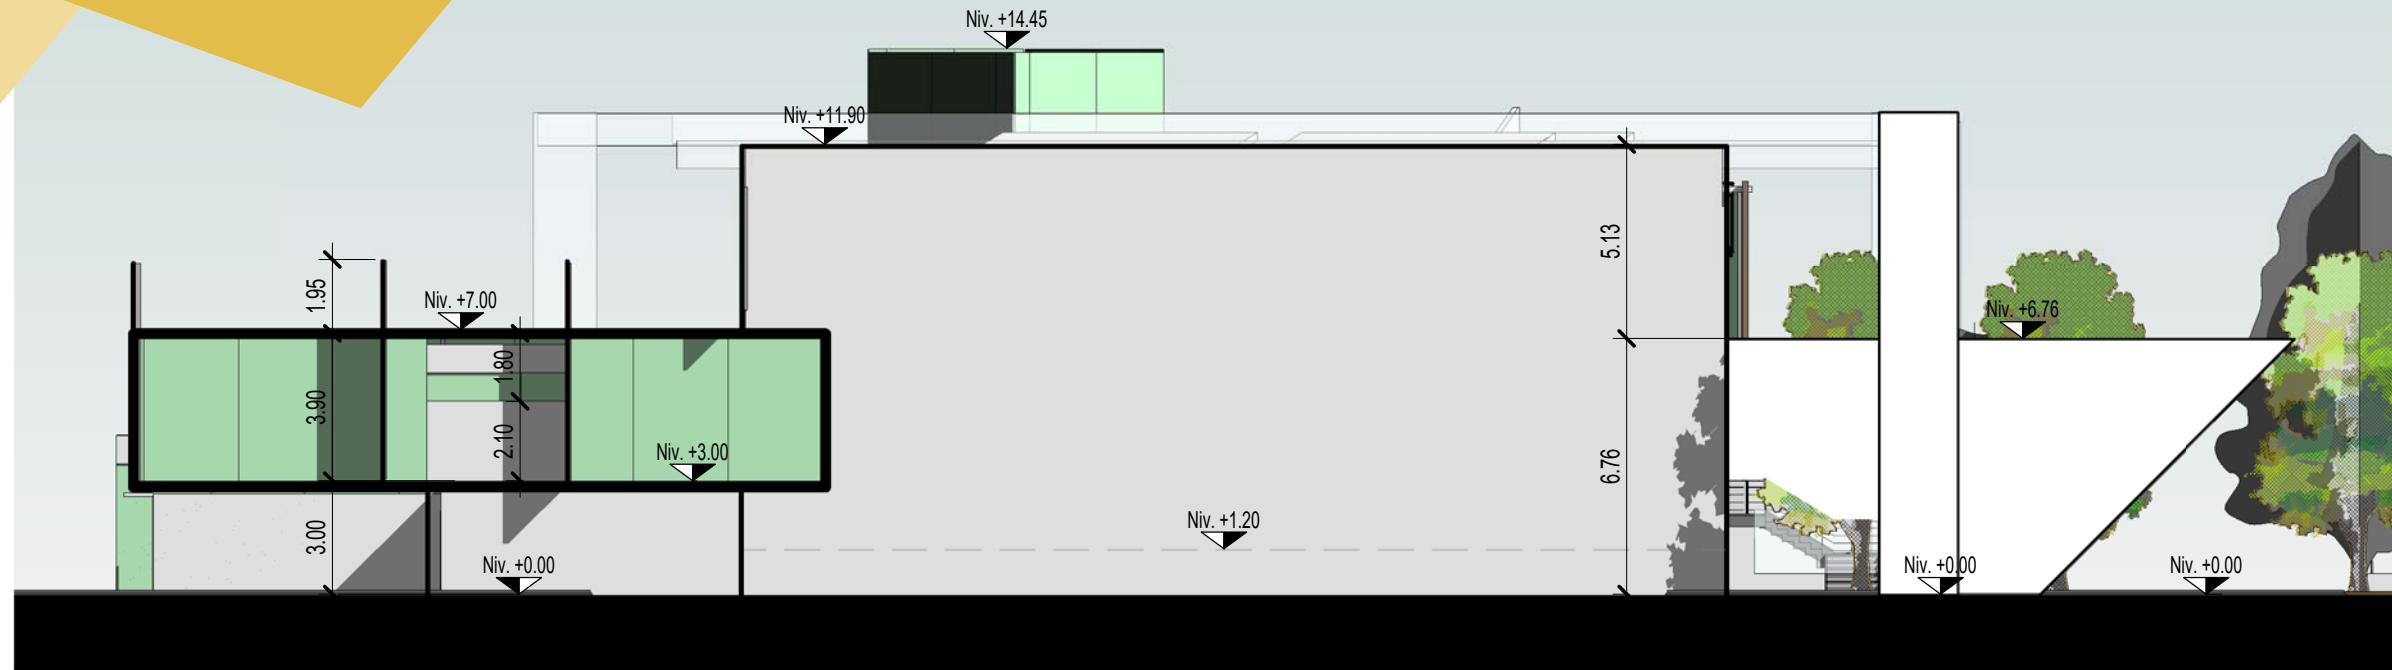 Niv. +14.45
Niv. +11.90
5.13
1.95
Niv. +7.00
Niv. +6.76
1.80
3.90
2.10
Niv. +3.00
6.76
Niv. +1.20
3.00
Niv. +0.00
Niv. +0.00
Niv. +0.00